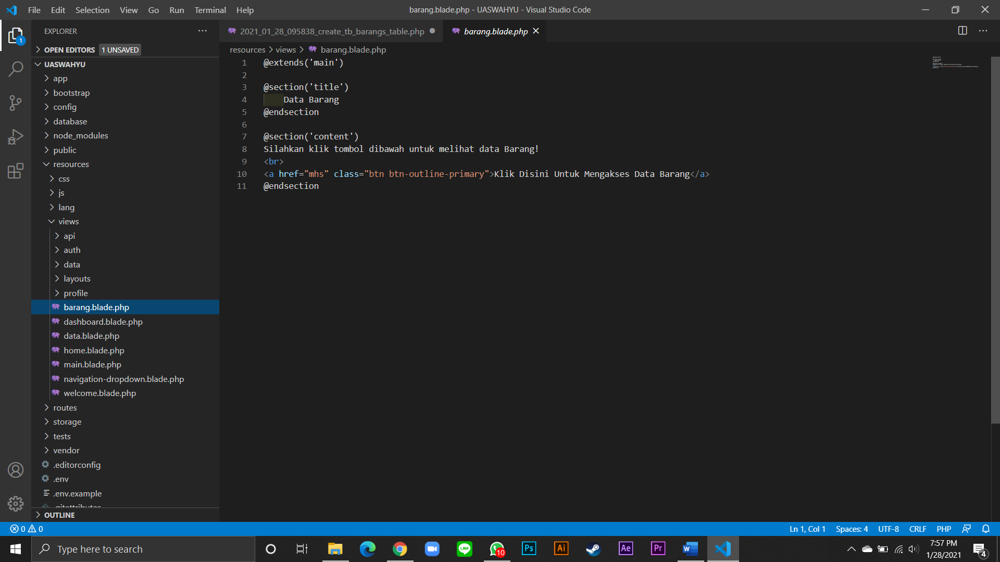 File Edit Selection View Go Run Terminal Help
barang.blade.php - UASWAHYU - Visual Studio Code
EXPLORER
2021_01_28_095838_create_tb_barangs_table.php
barang.blade.php
1
OPEN EDITORS 1 UNSAVED
resources views barang.blade.php
UASWAHYU
app
bootstrap
config
database
node_modules
public
resources
css
js
lang
views
api
auth
data
layouts
profile
barang.blade.php
dashboard.blade.php
data.blade.php
home.blade.php
main.blade.php
navigation-dropdown.blade.php
welcome.blade.php
routes
storage
tests
vendor
.editorconfig
.env
.env.example
.gitattributes
OUTLINE
1 @extends('main')
2
3 @section('title')
4 Data Barang
5 @endsection
6
7 @section('content')
8 Silahkan klik tombol dibawah untuk melihat data Barang!
9 <br>
10 <a href="mhs" class="btn btn-outline-primary">Klik Disini Untuk Mengakses Data Barang</a>
11 @endsection
0 0
Ln 1, Col 1 Spaces: 4 UTF-8 CRLF PHP
Type here to search
LINE
10
Ps
Ai
Ae
Pr
W
7:57 PM
1/28/2021
4